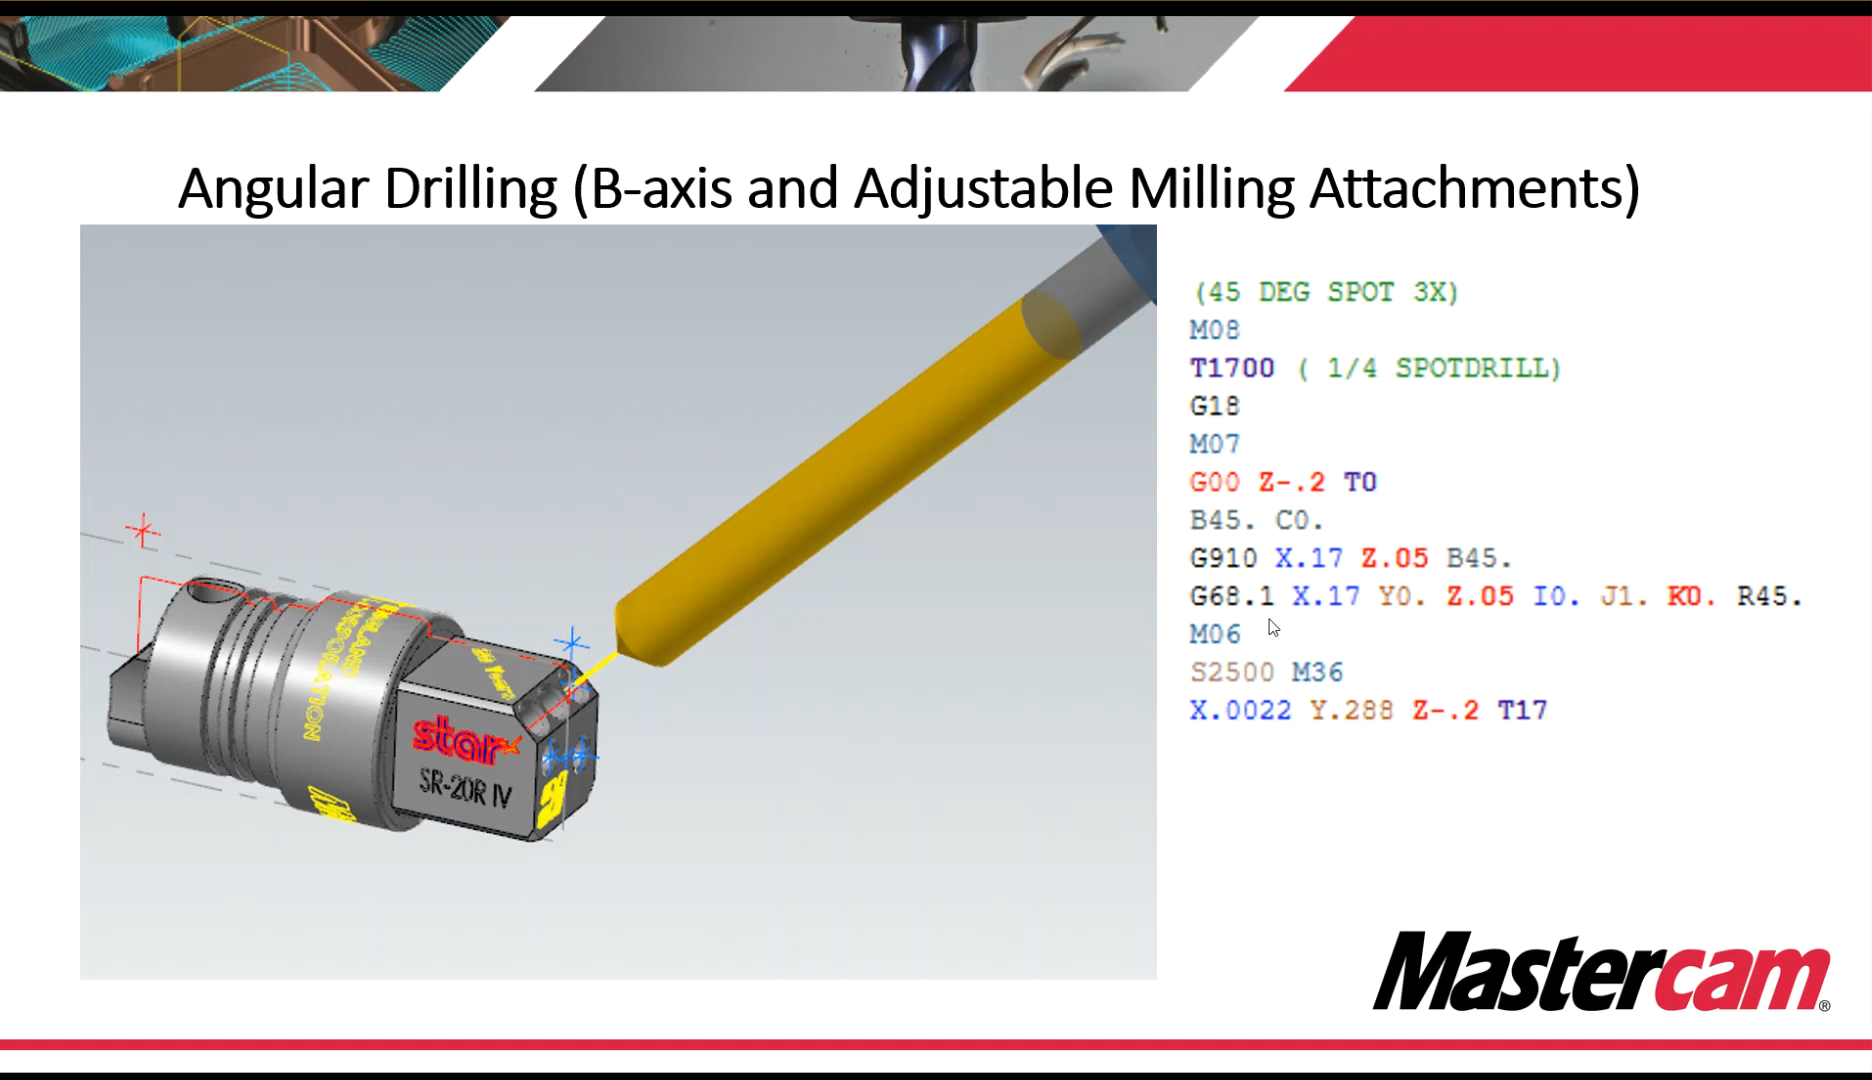 Angular Drilling (B-axis and Adjustable Milling Attachments)
(45 DEG SPOT 3X)
M08
T1700 ( 1/4 SPOTDRILL)
G18
M07
G00 Z-.2 T0
B45. C0.
G910 X.17 Z.05 B45.
G68.1 X.17 Y0. Z.05 I0. J1. K0. R45.
M06
S2500 M36
X.0022 Y.288 Z-.2 T17
star
SR-20R IV
Mastercam®